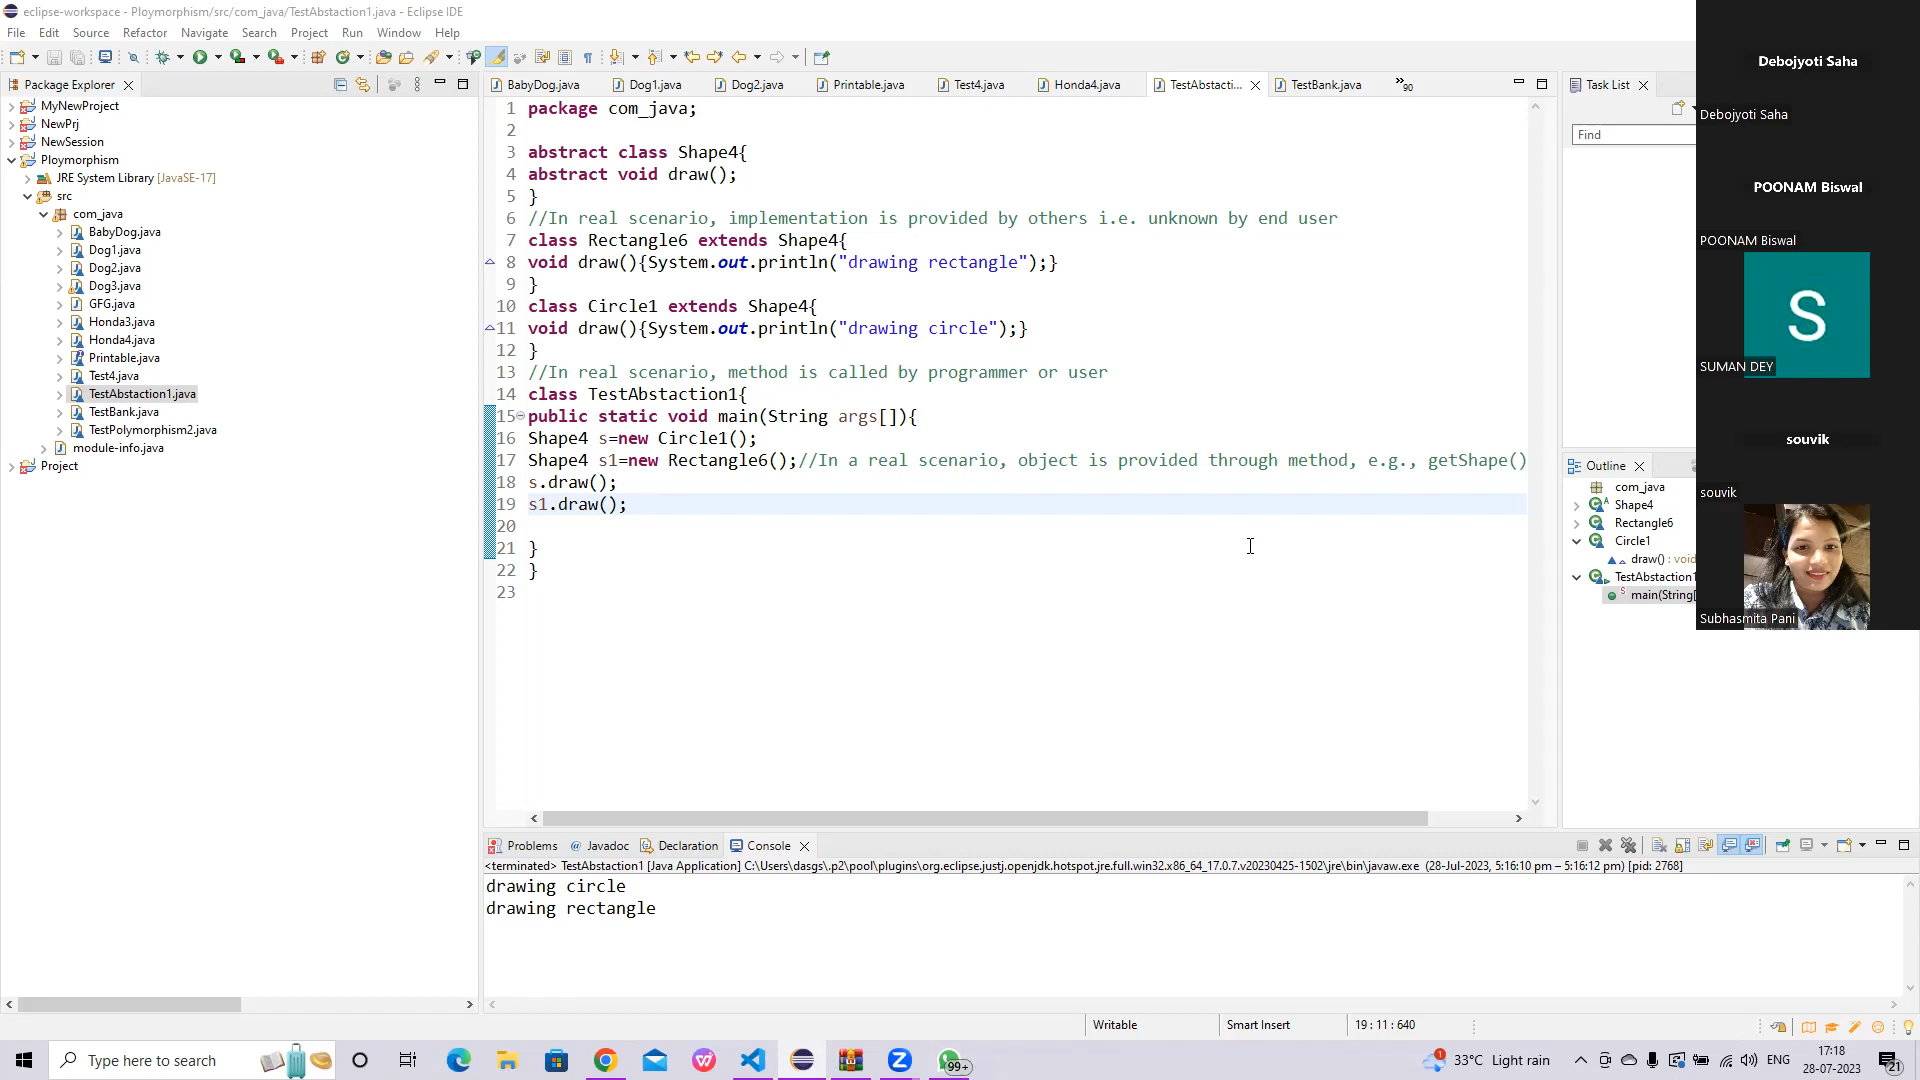 eclipse-workspace - Ploymorphism/src/com_java/TestAbstaction1.java - Eclipse IDE
File Edit Source Refactor Navigate Search Project Run Window Help
Package Explorer
MyNewProject
NewPrj
NewSession
Ploymorphism
JRE System Library [JavaSE-17]
src
com_java
BabyDog.java
Dog1.java
Dog2.java
Dog3.java
GFG.java
Honda3.java
Honda4.java
Printable.java
Test4.java
TestAbstaction1.java
TestBank.java
TestPolymorphism2.java
module-info.java
Project
BabyDog.java Dog1.java Dog2.java Printable.java Test4.java Honda4.java TestAbstacti... TestBank.java »90
1 package com_java;
2
3 abstract class Shape4{
4 abstract void draw();
5 }
6 //In real scenario, implementation is provided by others i.e. unknown by end user
7 class Rectangle6 extends Shape4{
8 void draw(){System.out.println("drawing rectangle");}
9 }
10 class Circle1 extends Shape4{
11 void draw(){System.out.println("drawing circle");}
12 }
13 //In real scenario, method is called by programmer or user
14 class TestAbstaction1{
15 public static void main(String args[]){
16 Shape4 s=new Circle1();
17 Shape4 s1=new Rectangle6();//In a real scenario, object is provided through method, e.g., getShape()
18 s.draw();
19 s1.draw();
20
21 }
22 }
23
Task List
Find
Outline
com_java
Shape4
Rectangle6
Circle1
draw() : void
TestAbstaction1
main(String[
Debojyoti Saha
Debojyoti Saha
POONAM Biswal
POONAM Biswal
S
SUMAN DEY
souvik
souvik
Subhasmita Pani
Problems @ Javadoc Declaration Console
<terminated> TestAbstaction1 [Java Application] C:\Users\dasgs\.p2\pool\plugins\org.eclipse.justj.openjdk.hotspot.jre.full.win32.x86_64_17.0.7.v20230425-1502\jre\bin\javaw.exe (28-Jul-2023, 5:16:10 pm – 5:16:12 pm) [pid: 2768]
drawing circle
drawing rectangle
Writable Smart Insert 19 : 11 : 640
Type here to search
99+
33°C Light rain
ENG
17:18
28-07-2023
21